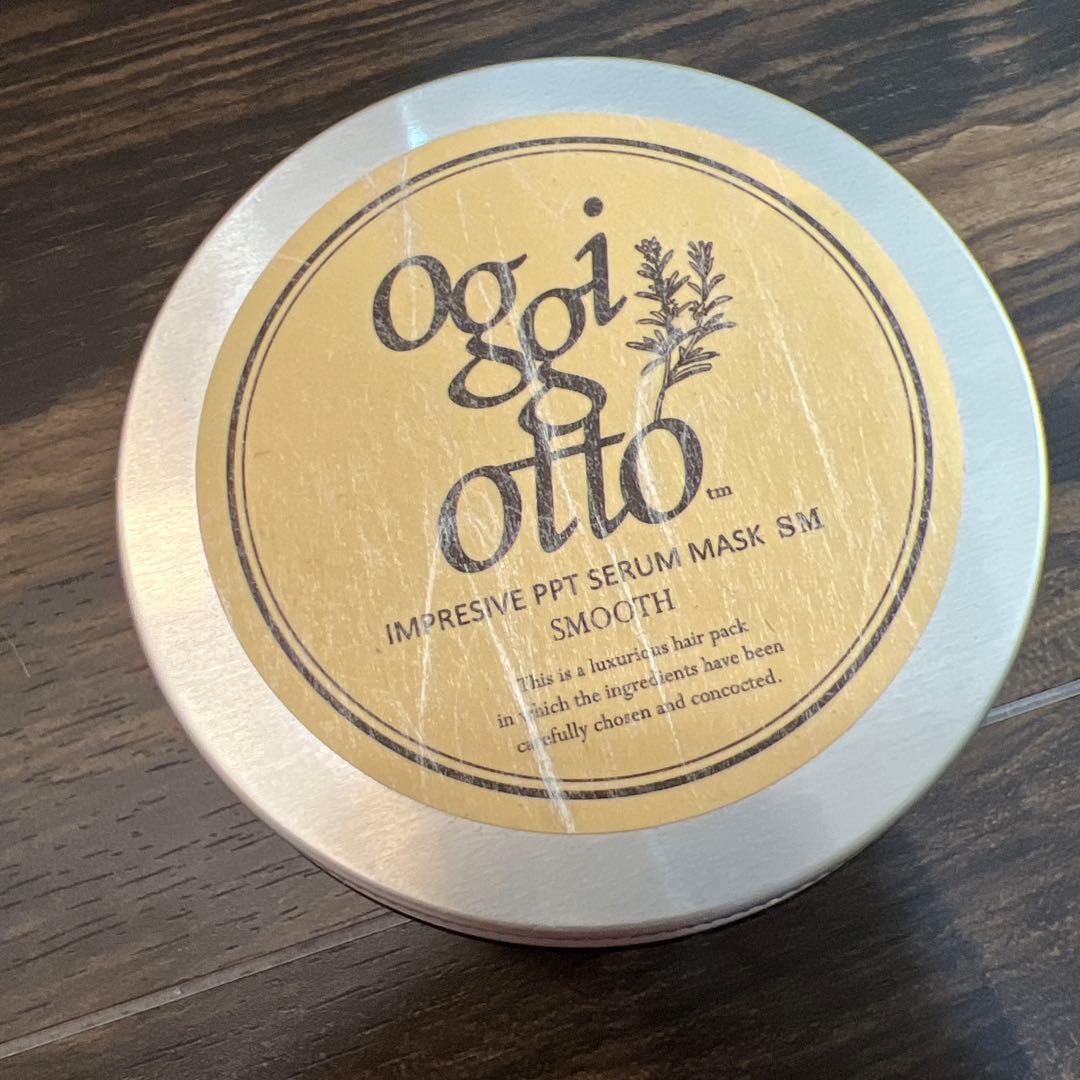 oggi
otto
tm
IMPRESIVE PPT SERUM MASK SM
SMOOTH
This is a luxurious hair pack
in which the ingredients have been
carefully chosen and concocted.